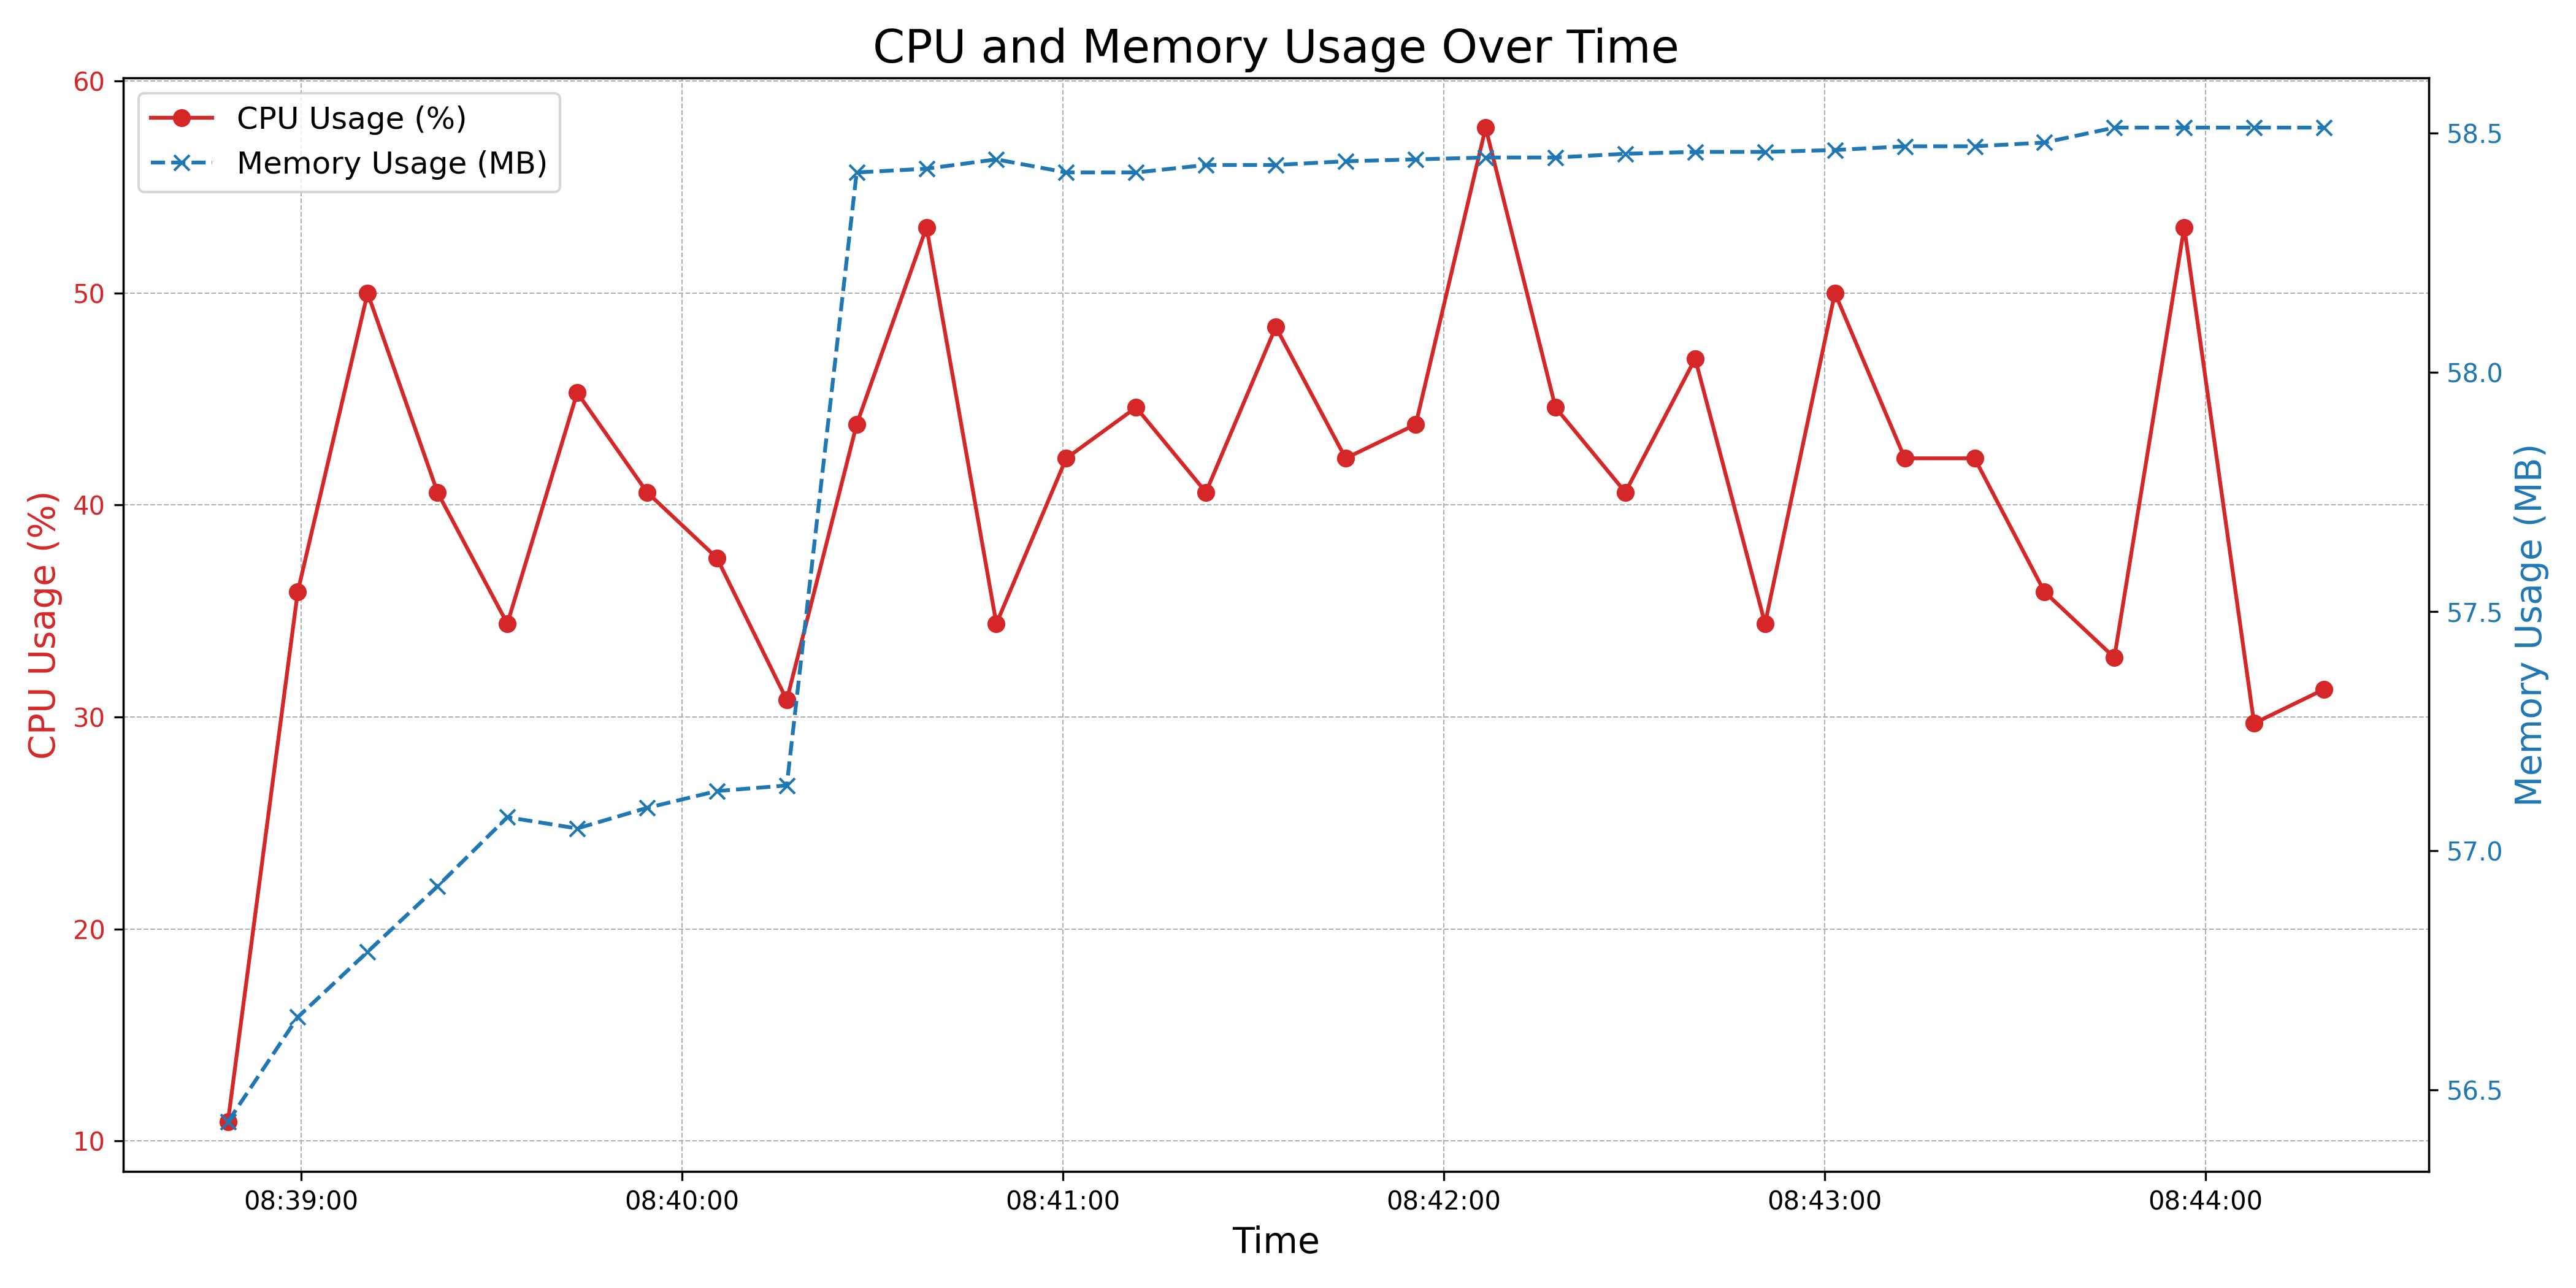 CPU and Memory Usage Over Time
CPU Usage (%)
Memory Usage (MB)
60
50
40
30
20
10
CPU Usage (%)
58.5
58.0
57.5
57.0
56.5
Memory Usage (MB)
08:39:00 08:40:00 08:41:00 08:42:00 08:43:00 08:44:00
Time